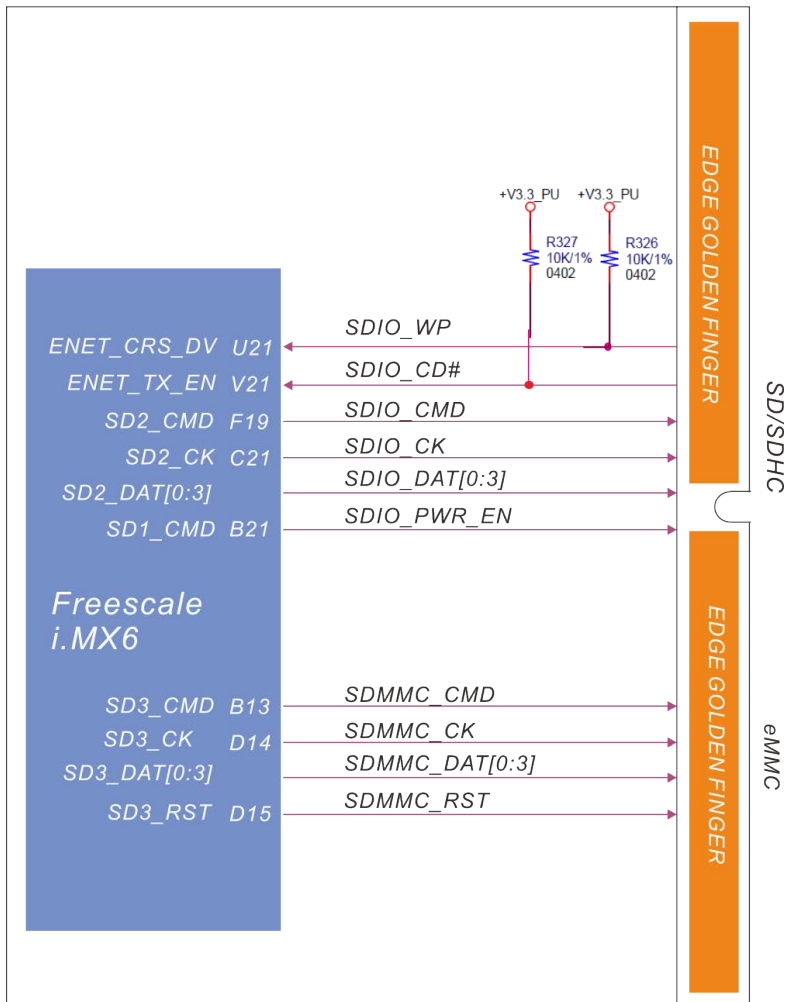 +V3.3_PU +V3.3_PU
R327
10K/1%
0402
R326
10K/1%
0402
EDGE GOLDEN FINGER
ENET_CRS_DV U21 SDIO_WP
ENET_TX_EN V21 SDIO_CD#
SD2_CMD F19 SDIO_CMD
SD2_CK C21 SDIO_CK
SD2_DAT[0:3] SDIO_DAT[0:3]
SD1_CMD B21 SDIO_PWR_EN
SD/SDHC
Freescale
i.MX6
SD3_CMD B13 SDMMC_CMD
SD3_CK D14 SDMMC_CK
SD3_DAT[0:3] SDMMC_DAT[0:3]
SD3_RST D15 SDMMC_RST
EDGE GOLDEN FINGER
eMMC